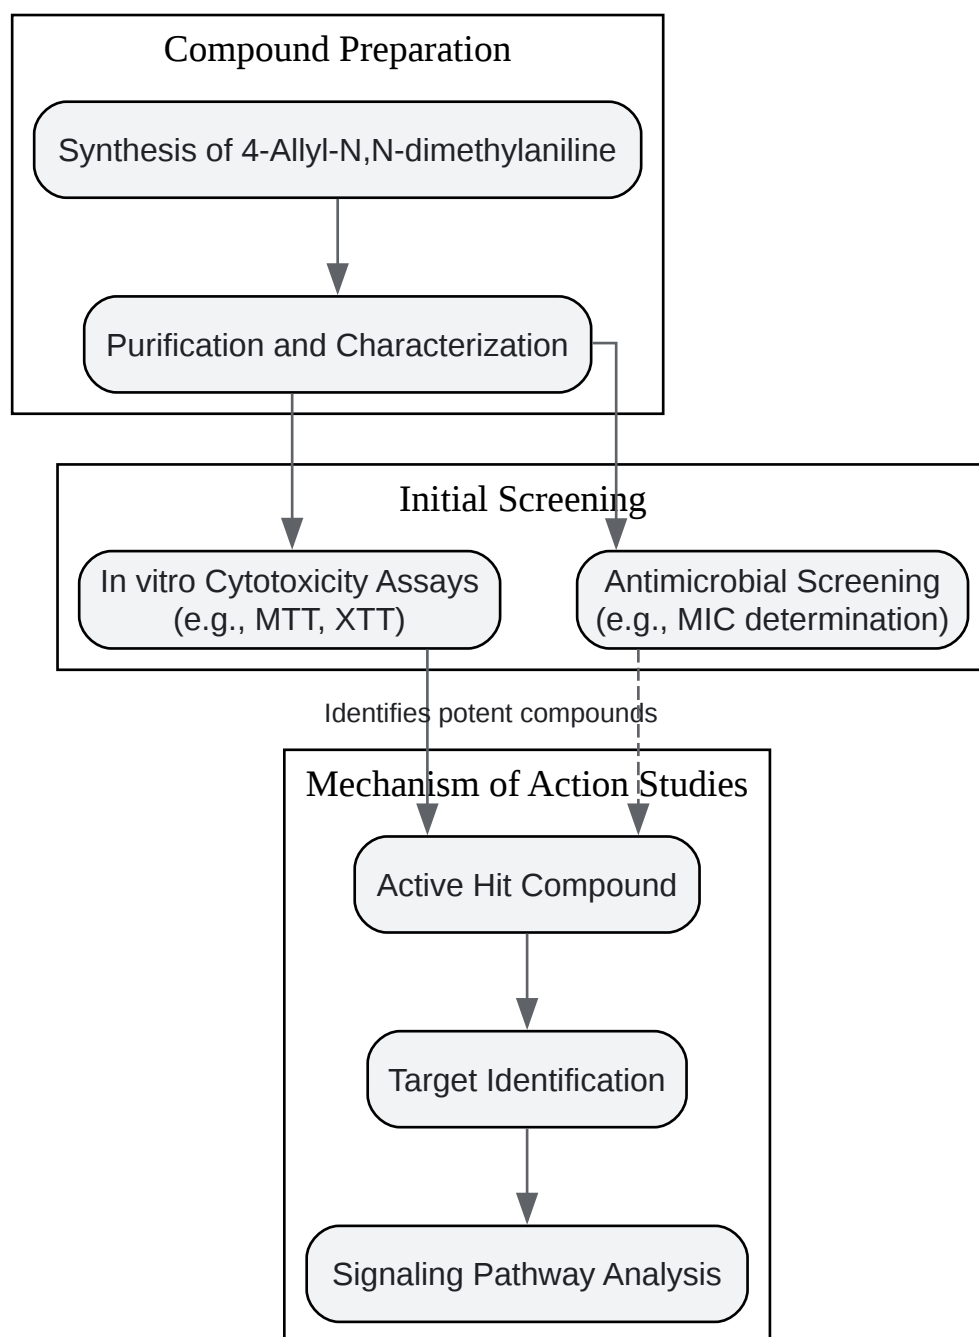 Compound Preparation
Synthesis of 4-Allyl-N,N-dimethylaniline
Purification and Characterization
Initial Screening
In vitro Cytotoxicity Assays
(e.g., MTT, XTT)
Antimicrobial Screening
(e.g., MIC determination)
Identifies potent compounds
Mechanism of Action Studies
Active Hit Compound
Target Identification
Signaling Pathway Analysis